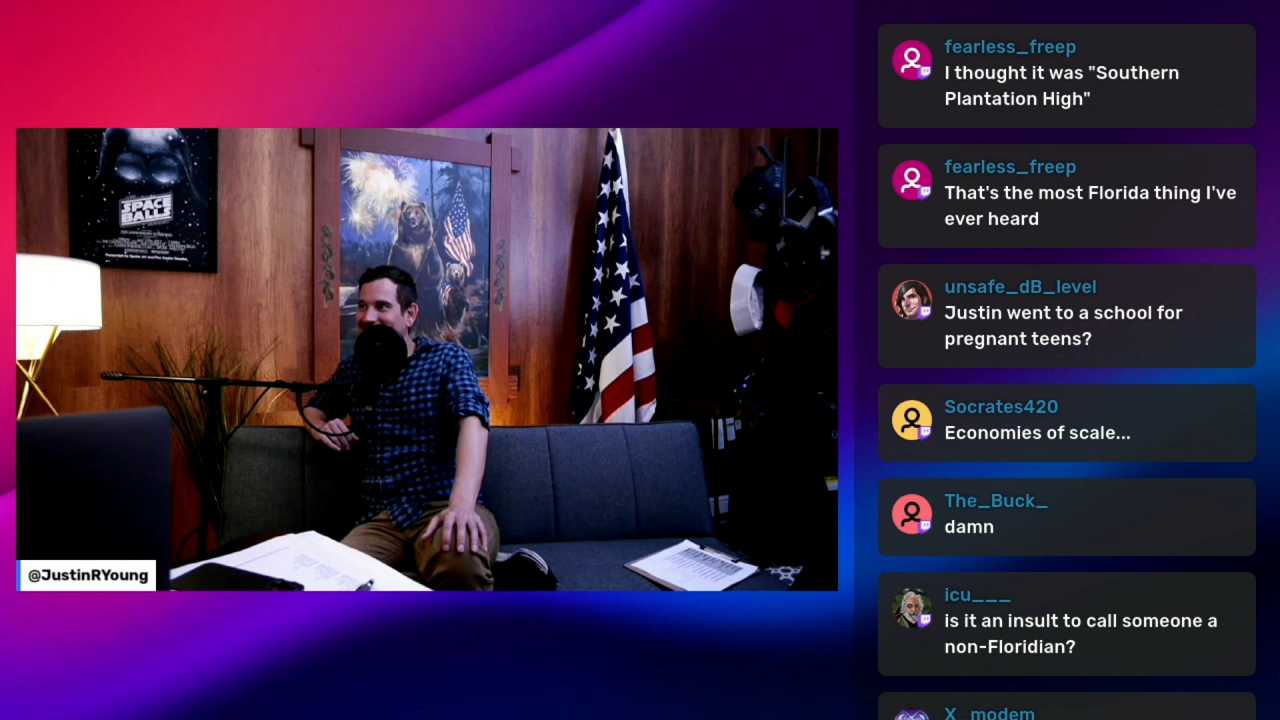 SPACE
BALLS
@JustinRYoung
fearless_freep
I thought it was "Southern
Plantation High"
fearless_freep
That's the most Florida thing I've
ever heard
unsafe_dB_level
Justin went to a school for
pregnant teens?
Socrates420
Economies of scale...
The_Buck_
damn
icu___
is it an insult to call someone a
non-Floridian?
X_modem